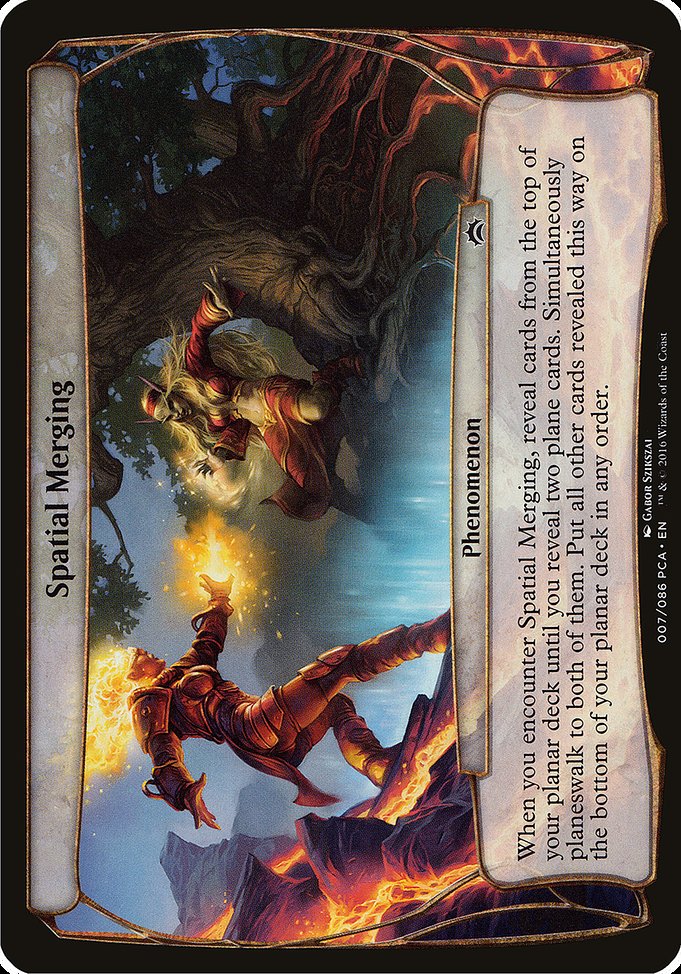 Spatial Merging
Phenomenon
When you encounter Spatial Merging, reveal cards from the top of
your planar deck until you reveal two plane cards. Simultaneously
planeswalk to both of them. Put all other cards revealed this way on
the bottom of your planar deck in any order.
GABOR SZIKSZAI
007/086 PCA • EN ™ & © 2016 Wizards of the Coast